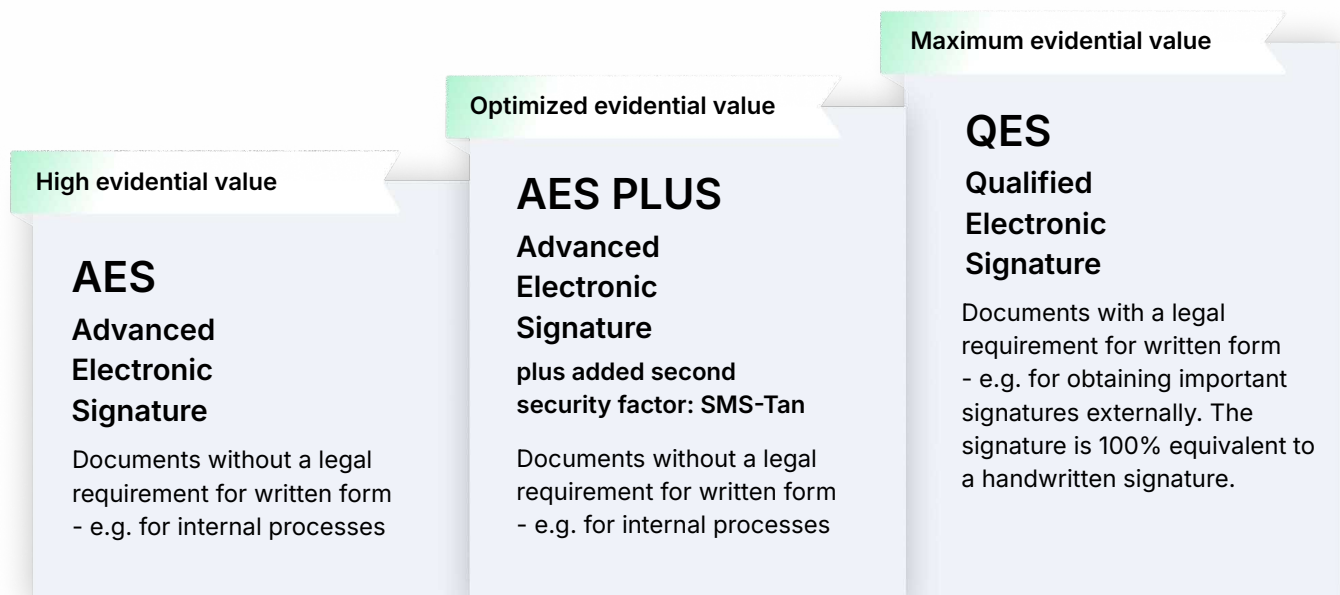 High evidential value
AES
Advanced
Electronic
Signature
Documents without a legal
requirement for written form
- e.g. for internal processes
Optimized evidential value
AES PLUS
Advanced
Electronic
Signature
plus added second
security factor: SMS-Tan
Documents without a legal
requirement for written form
- e.g. for internal processes
Maximum evidential value
QES
Qualified
Electronic
Signature
Documents with a legal
requirement for written form
- e.g. for obtaining important
signatures externally. The
signature is 100% equivalent to
a handwritten signature.